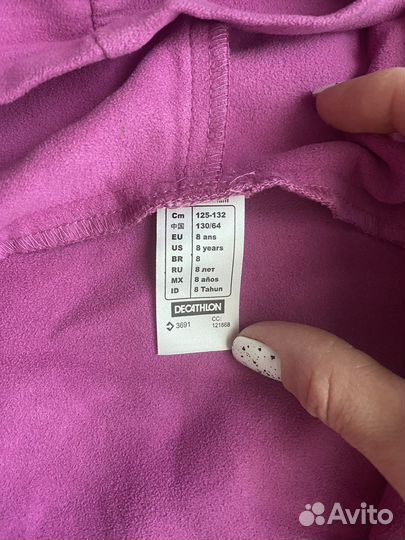 Cm 125-132
中国 130/64
EU 8 ans
US 8 years
BR 8
RU 8 лет
MX 8 años
ID 8 Tahun
DECATHLON
3691 CC: 121868
Avito